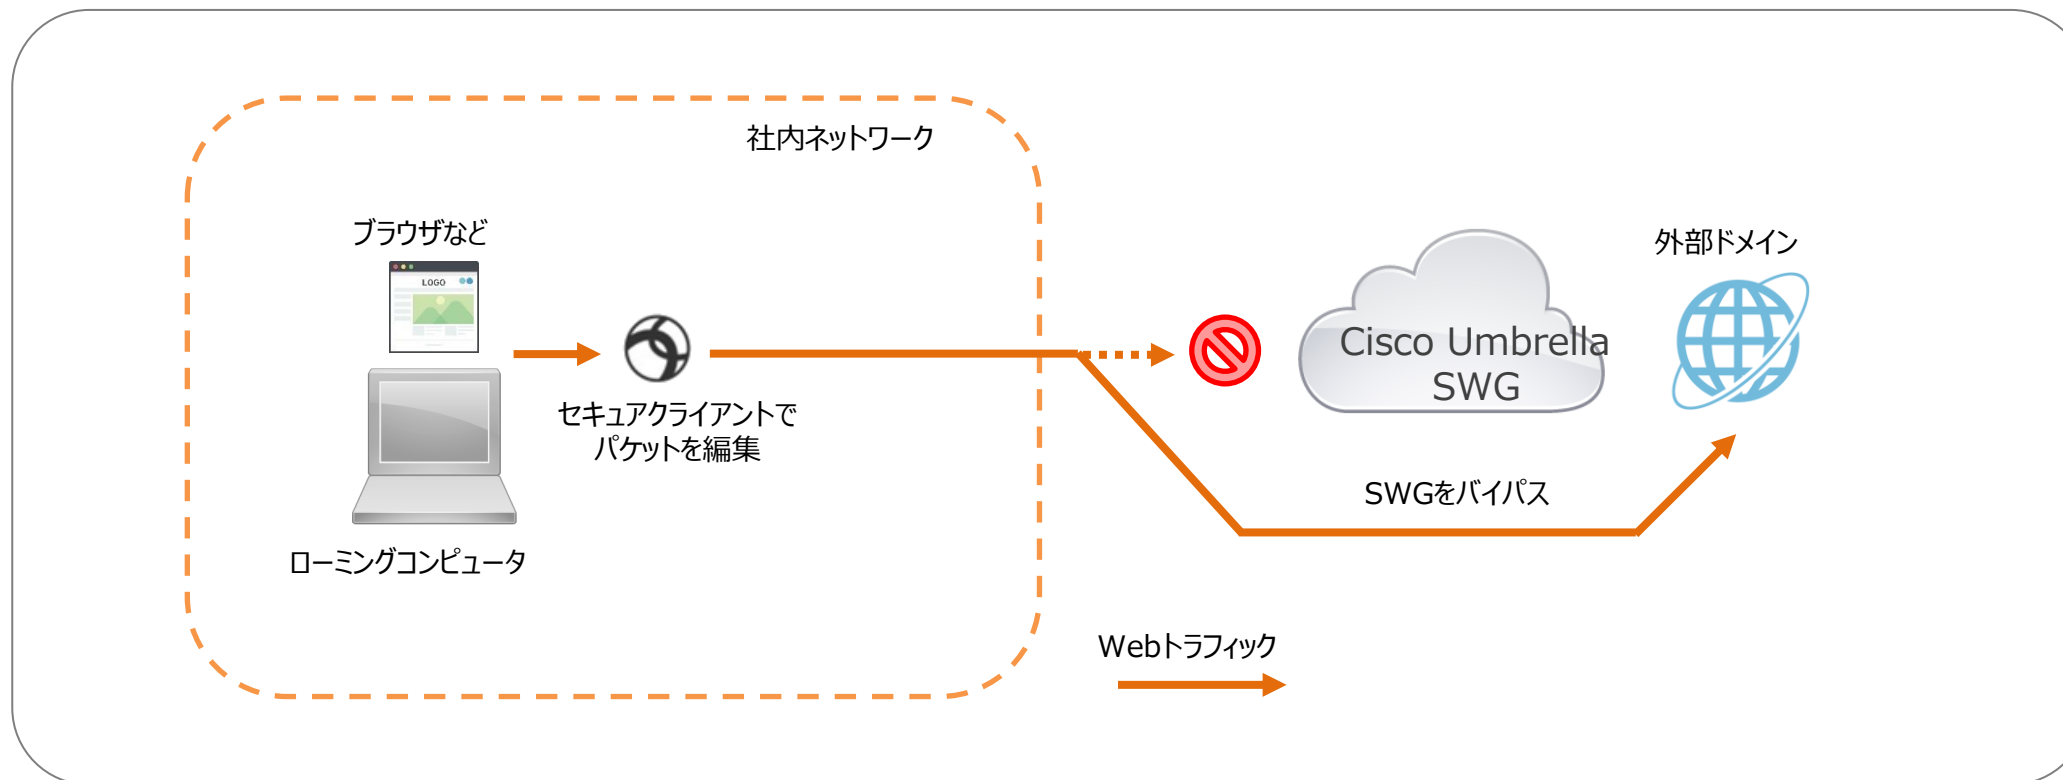 社内ネットワーク
ブラウザなど
LOGO
外部ドメイン
Cisco Umbrella
SWG
セキュアクライアントで
パケットを編集
SWGをバイパス
ローミングコンピュータ
Webトラフィック